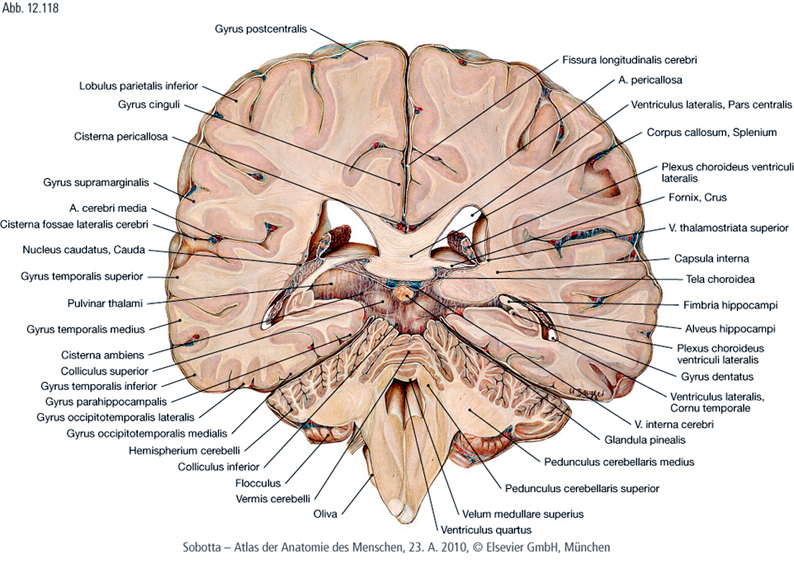 Abb. 12.118
Gyrus postcentralis
Lobulus parietalis inferior
Gyrus cinguli
Cisterna pericallosa
Gyrus supramarginalis
A. cerebri media
Cisterna fossae lateralis cerebri
Nucleus caudatus, Cauda
Gyrus temporalis superior
Pulvinar thalami
Gyrus temporalis medius
Cisterna ambiens
Colliculus superior
Gyrus temporalis inferior
Gyrus parahippocampalis
Gyrus occipitotemporalis lateralis
Gyrus occipitotemporalis medialis
Hemispherium cerebelli
Colliculus inferior
Flocculus
Vermis cerebelli
Oliva
Fissura longitudinalis cerebri
A. pericallosa
Ventriculus lateralis, Pars centralis
Corpus callosum, Splenium
Plexus choroideus ventriculi
lateralis
Fornix, Crus
V. thalamostriata superior
Capsula interna
Tela choroidea
Fimbria hippocampi
Alveus hippocampi
Plexus choroideus
ventriculi lateralis
Gyrus dentatus
Ventriculus lateralis,
Cornu temporale
V. interna cerebri
Glandula pinealis
Pedunculus cerebellaris medius
Pedunculus cerebellaris superior
Velum medullare superius
Ventriculus quartus
Sobotta – Atlas der Anatomie des Menschen, 23. A. 2010, © Elsevier GmbH, München